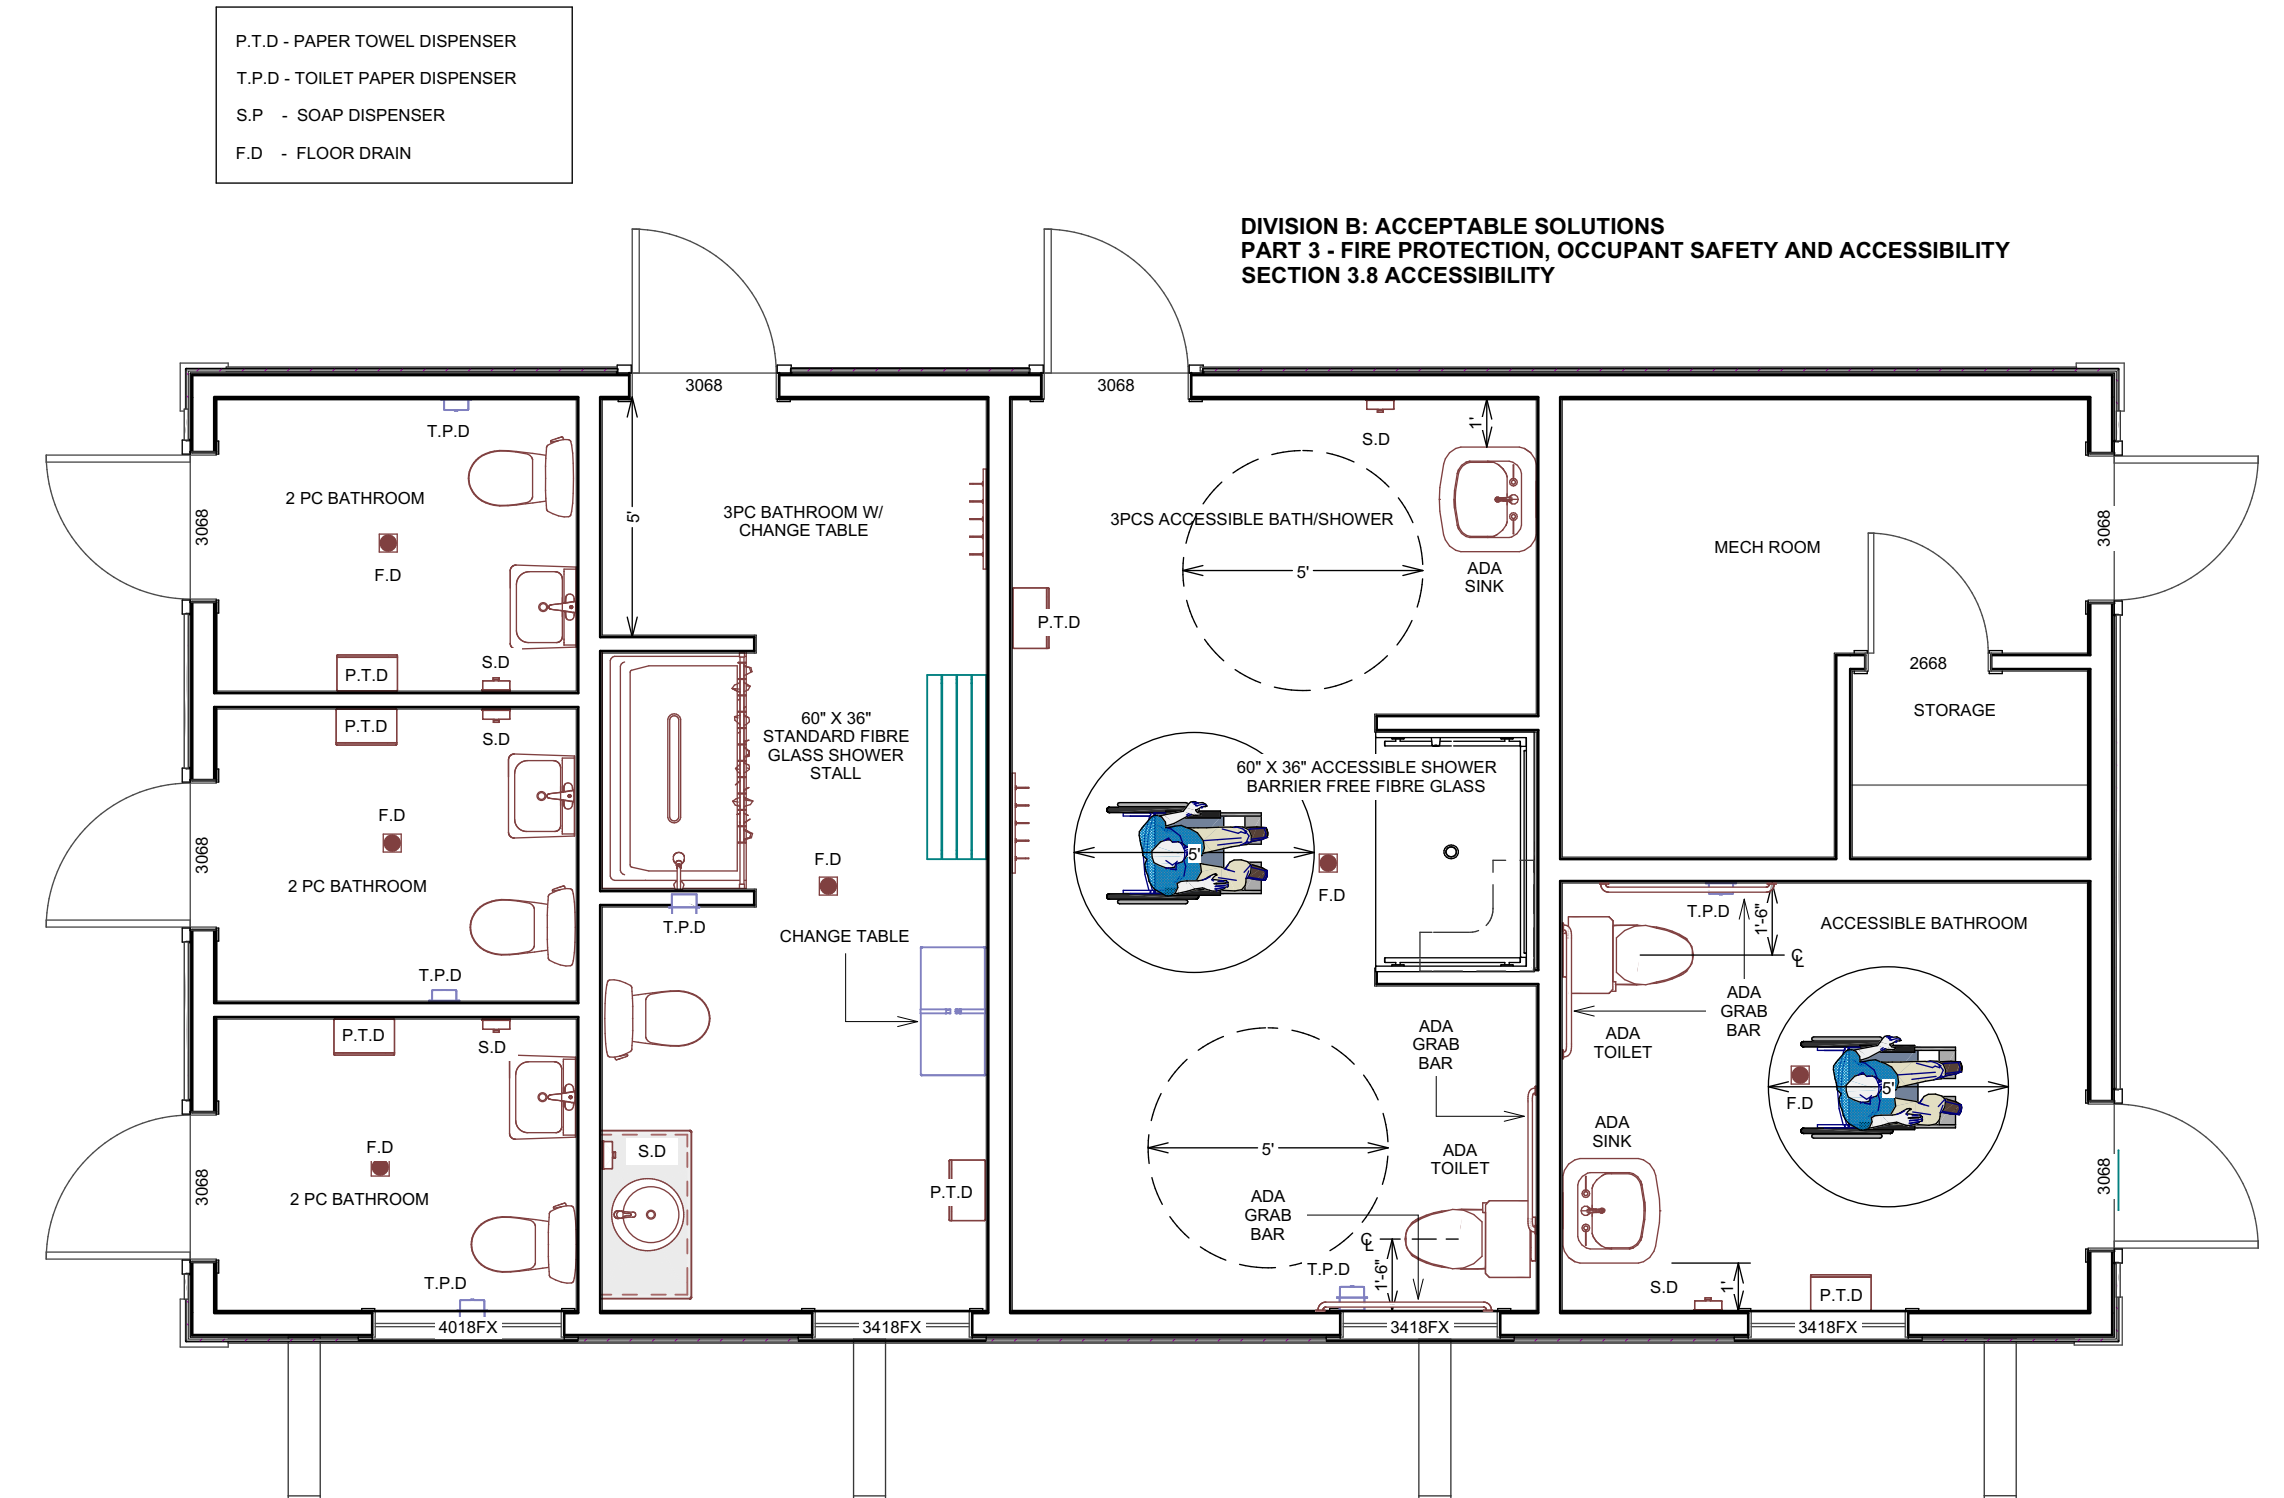 P.T.D - PAPER TOWEL DISPENSER
T.P.D - TOILET PAPER DISPENSER
S.P - SOAP DISPENSER
F.D - FLOOR DRAIN
DIVISION B: ACCEPTABLE SOLUTIONS
PART 3 - FIRE PROTECTION, OCCUPANT SAFETY AND ACCESSIBILITY
SECTION 3.8 ACCESSIBILITY
3068
3068
T.P.D
2 PC BATHROOM
3068
F.D
S.D
P.T.D
P.T.D
S.D
F.D
3068
2 PC BATHROOM
T.P.D
P.T.D
S.D
F.D
3068
2 PC BATHROOM
T.P.D
4018FX
5'
3PC BATHROOM W/
CHANGE TABLE
60" X 36"
STANDARD FIBRE
GLASS SHOWER
STALL
F.D
T.P.D
CHANGE TABLE
S.D
P.T.D
3418FX
S.D
1'
3PCS ACCESSIBLE BATH/SHOWER
5'
ADA
SINK
P.T.D
60" X 36" ACCESSIBLE SHOWER
BARRIER FREE FIBRE GLASS
5'
F.D
ADA
GRAB
BAR
5'
ADA
TOILET
ADA
GRAB
BAR
℄
1'-6"
T.P.D
3418FX
MECH ROOM
3068
2668
STORAGE
T.P.D
1'-6"
ACCESSIBLE BATHROOM
℄
ADA
GRAB
BAR
ADA
TOILET
5'
F.D
ADA
SINK
3068
S.D
1'
P.T.D
3418FX